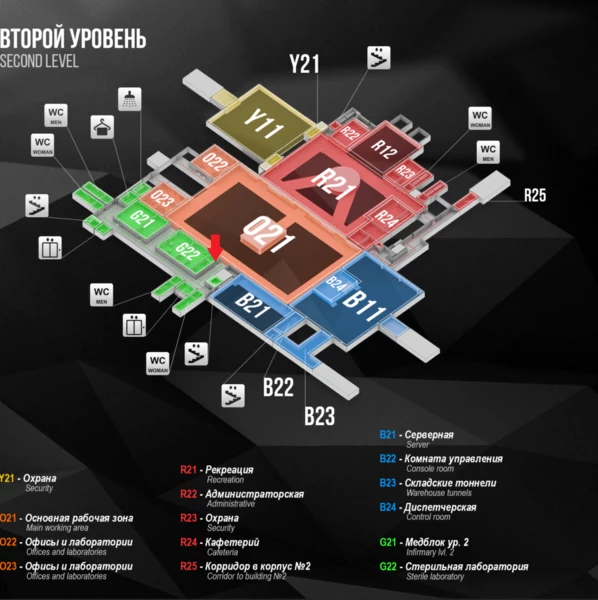 ВТОРОЙ УРОВЕНЬ
SECOND LEVEL
Y21
Y11
R22
R12
R23
R21
R24
R25
O22
O23
O21
G21
G22
B24
B11
B21
B22
B23
WC
MEN
WC
WOMAN
WC
WOMAN
WC
MEN
WC
MEN
WC
WOMAN
Y21 - Охрана
Security
O21 - Основная рабочая зона
Main working area
O22 - Офисы и лаборатории
Offices and laboratories
O23 - Офисы и лаборатории
Offices and laboratories
R21 - Рекреация
Recreation
R22 - Администраторская
Administrative
R23 - Охрана
Security
R24 - Кафетерий
Cafeteria
R25 - Корридор в корпус №2
Corridor to building №2
B21 - Серверная
Server
B22 - Комната управления
Console room
B23 - Складские тоннели
Warehouse tunnels
B24 - Диспетчерская
Control room
G21 - Медблок ур. 2
Infirmary lvl. 2
G22 - Стерильная лаборатория
Sterile laboratory